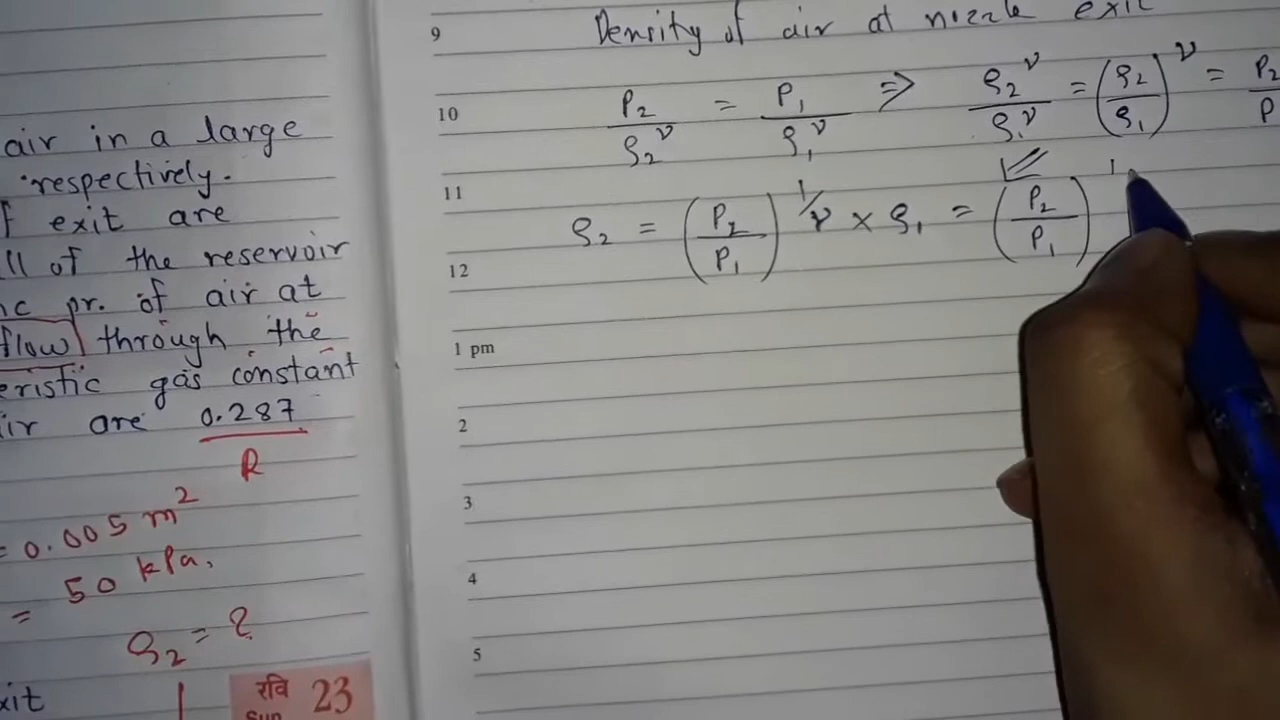 air in a large
respectively.
f exit are
ll of the reservoir
ic pr. of air at
flow through the
eristic gas constant
ir are 0.287
R
= 0.005 m²
= 50 kPa.
ρ₂ = ?
xit
रवि 23
Sun
9 Density of air at nozzle exit
10 P₂/ρ₂^γ = P₁/ρ₁^γ ⇒ ρ₂^γ/ρ₁^γ = (ρ₂/ρ₁)^γ = P₂/P
11
ρ₂ = (P₂/P₁)^1/γ × ρ₁ = (P₂/P₁)^1
12
1 pm
2
3
4
5